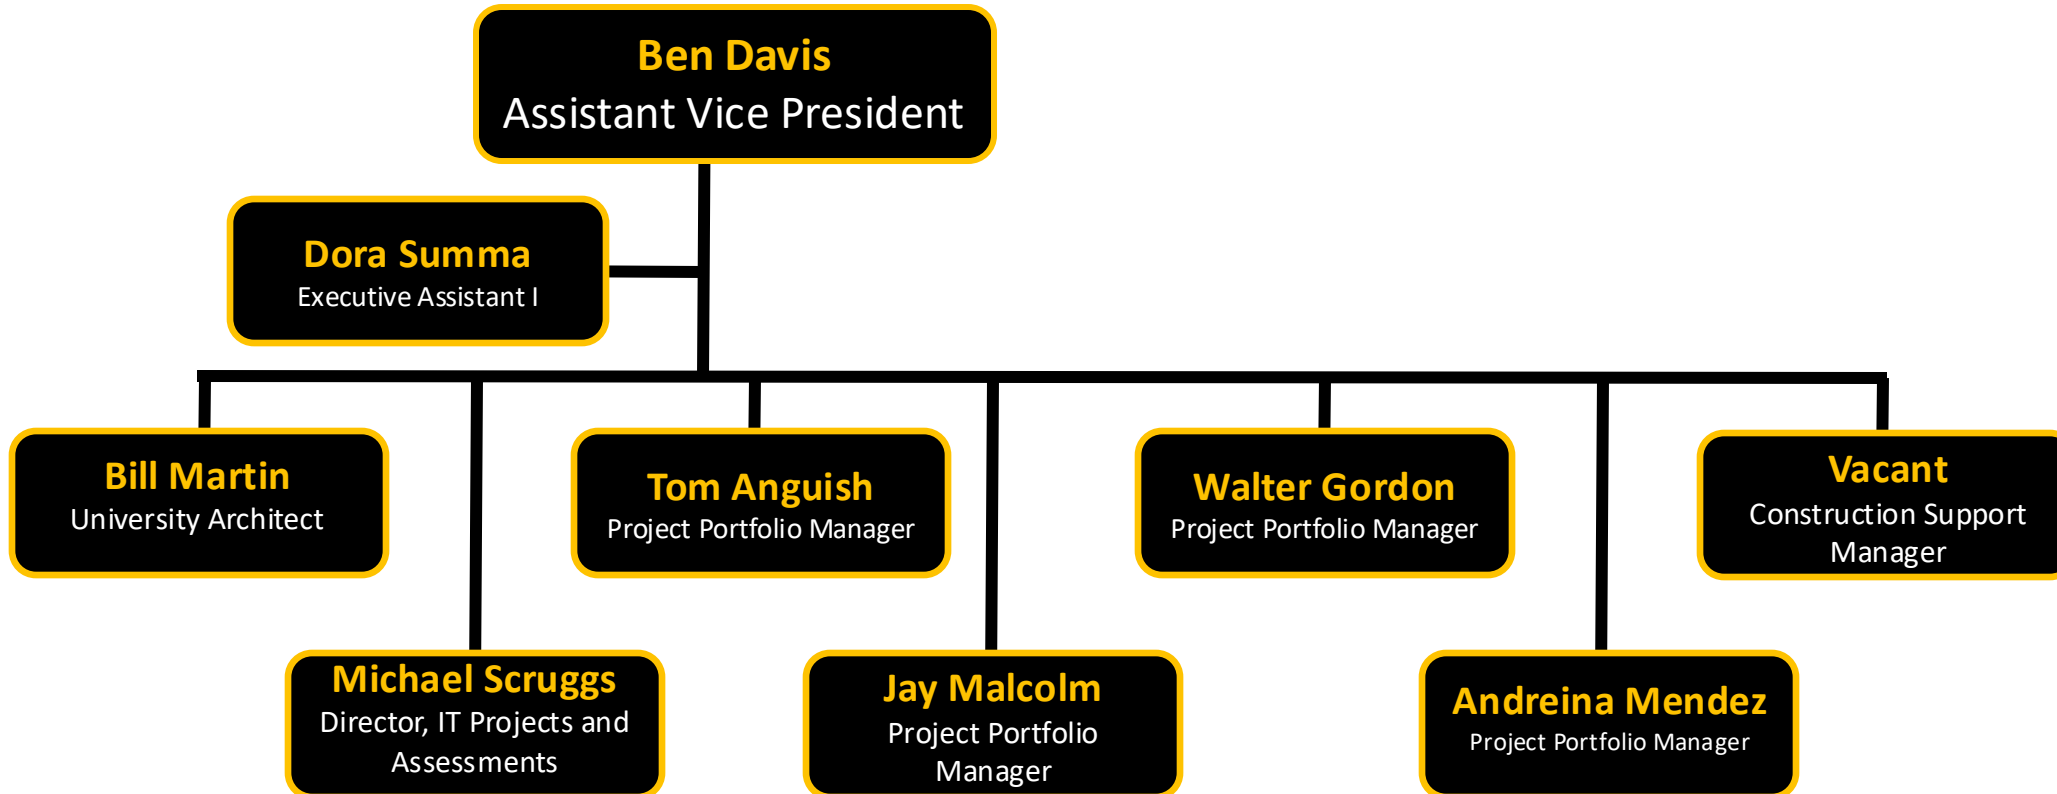 Ben Davis
Assistant Vice President
Dora Summa
Executive Assistant I
Bill Martin
University Architect
Tom Anguish
Project Portfolio Manager
Walter Gordon
Project Portfolio Manager
Vacant
Construction Support
Manager
Michael Scruggs
Director, IT Projects and
Assessments
Jay Malcolm
Project Portfolio
Manager
Andreina Mendez
Project Portfolio Manager